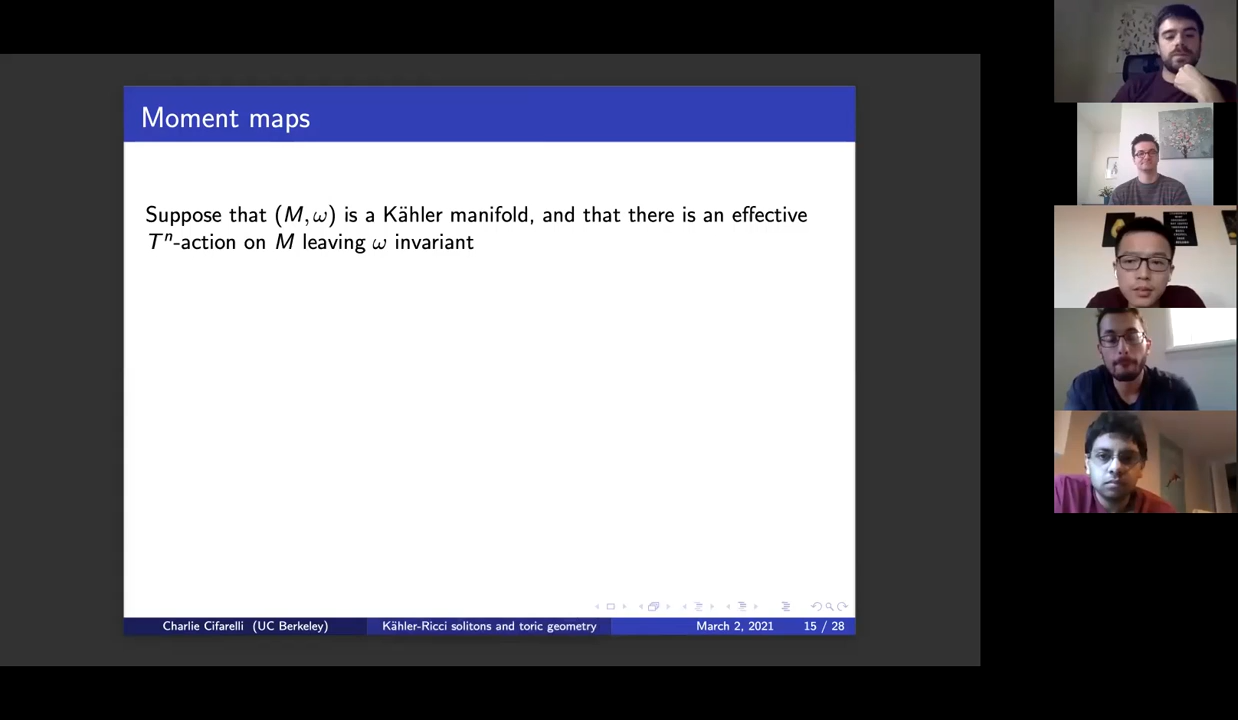 Moment maps
Suppose that (M, ω) is a Kähler manifold, and that there is an effective
Tⁿ-action on M leaving ω invariant
Charlie Cifarelli (UC Berkeley) Kähler-Ricci solitons and toric geometry March 2, 2021 15 / 28